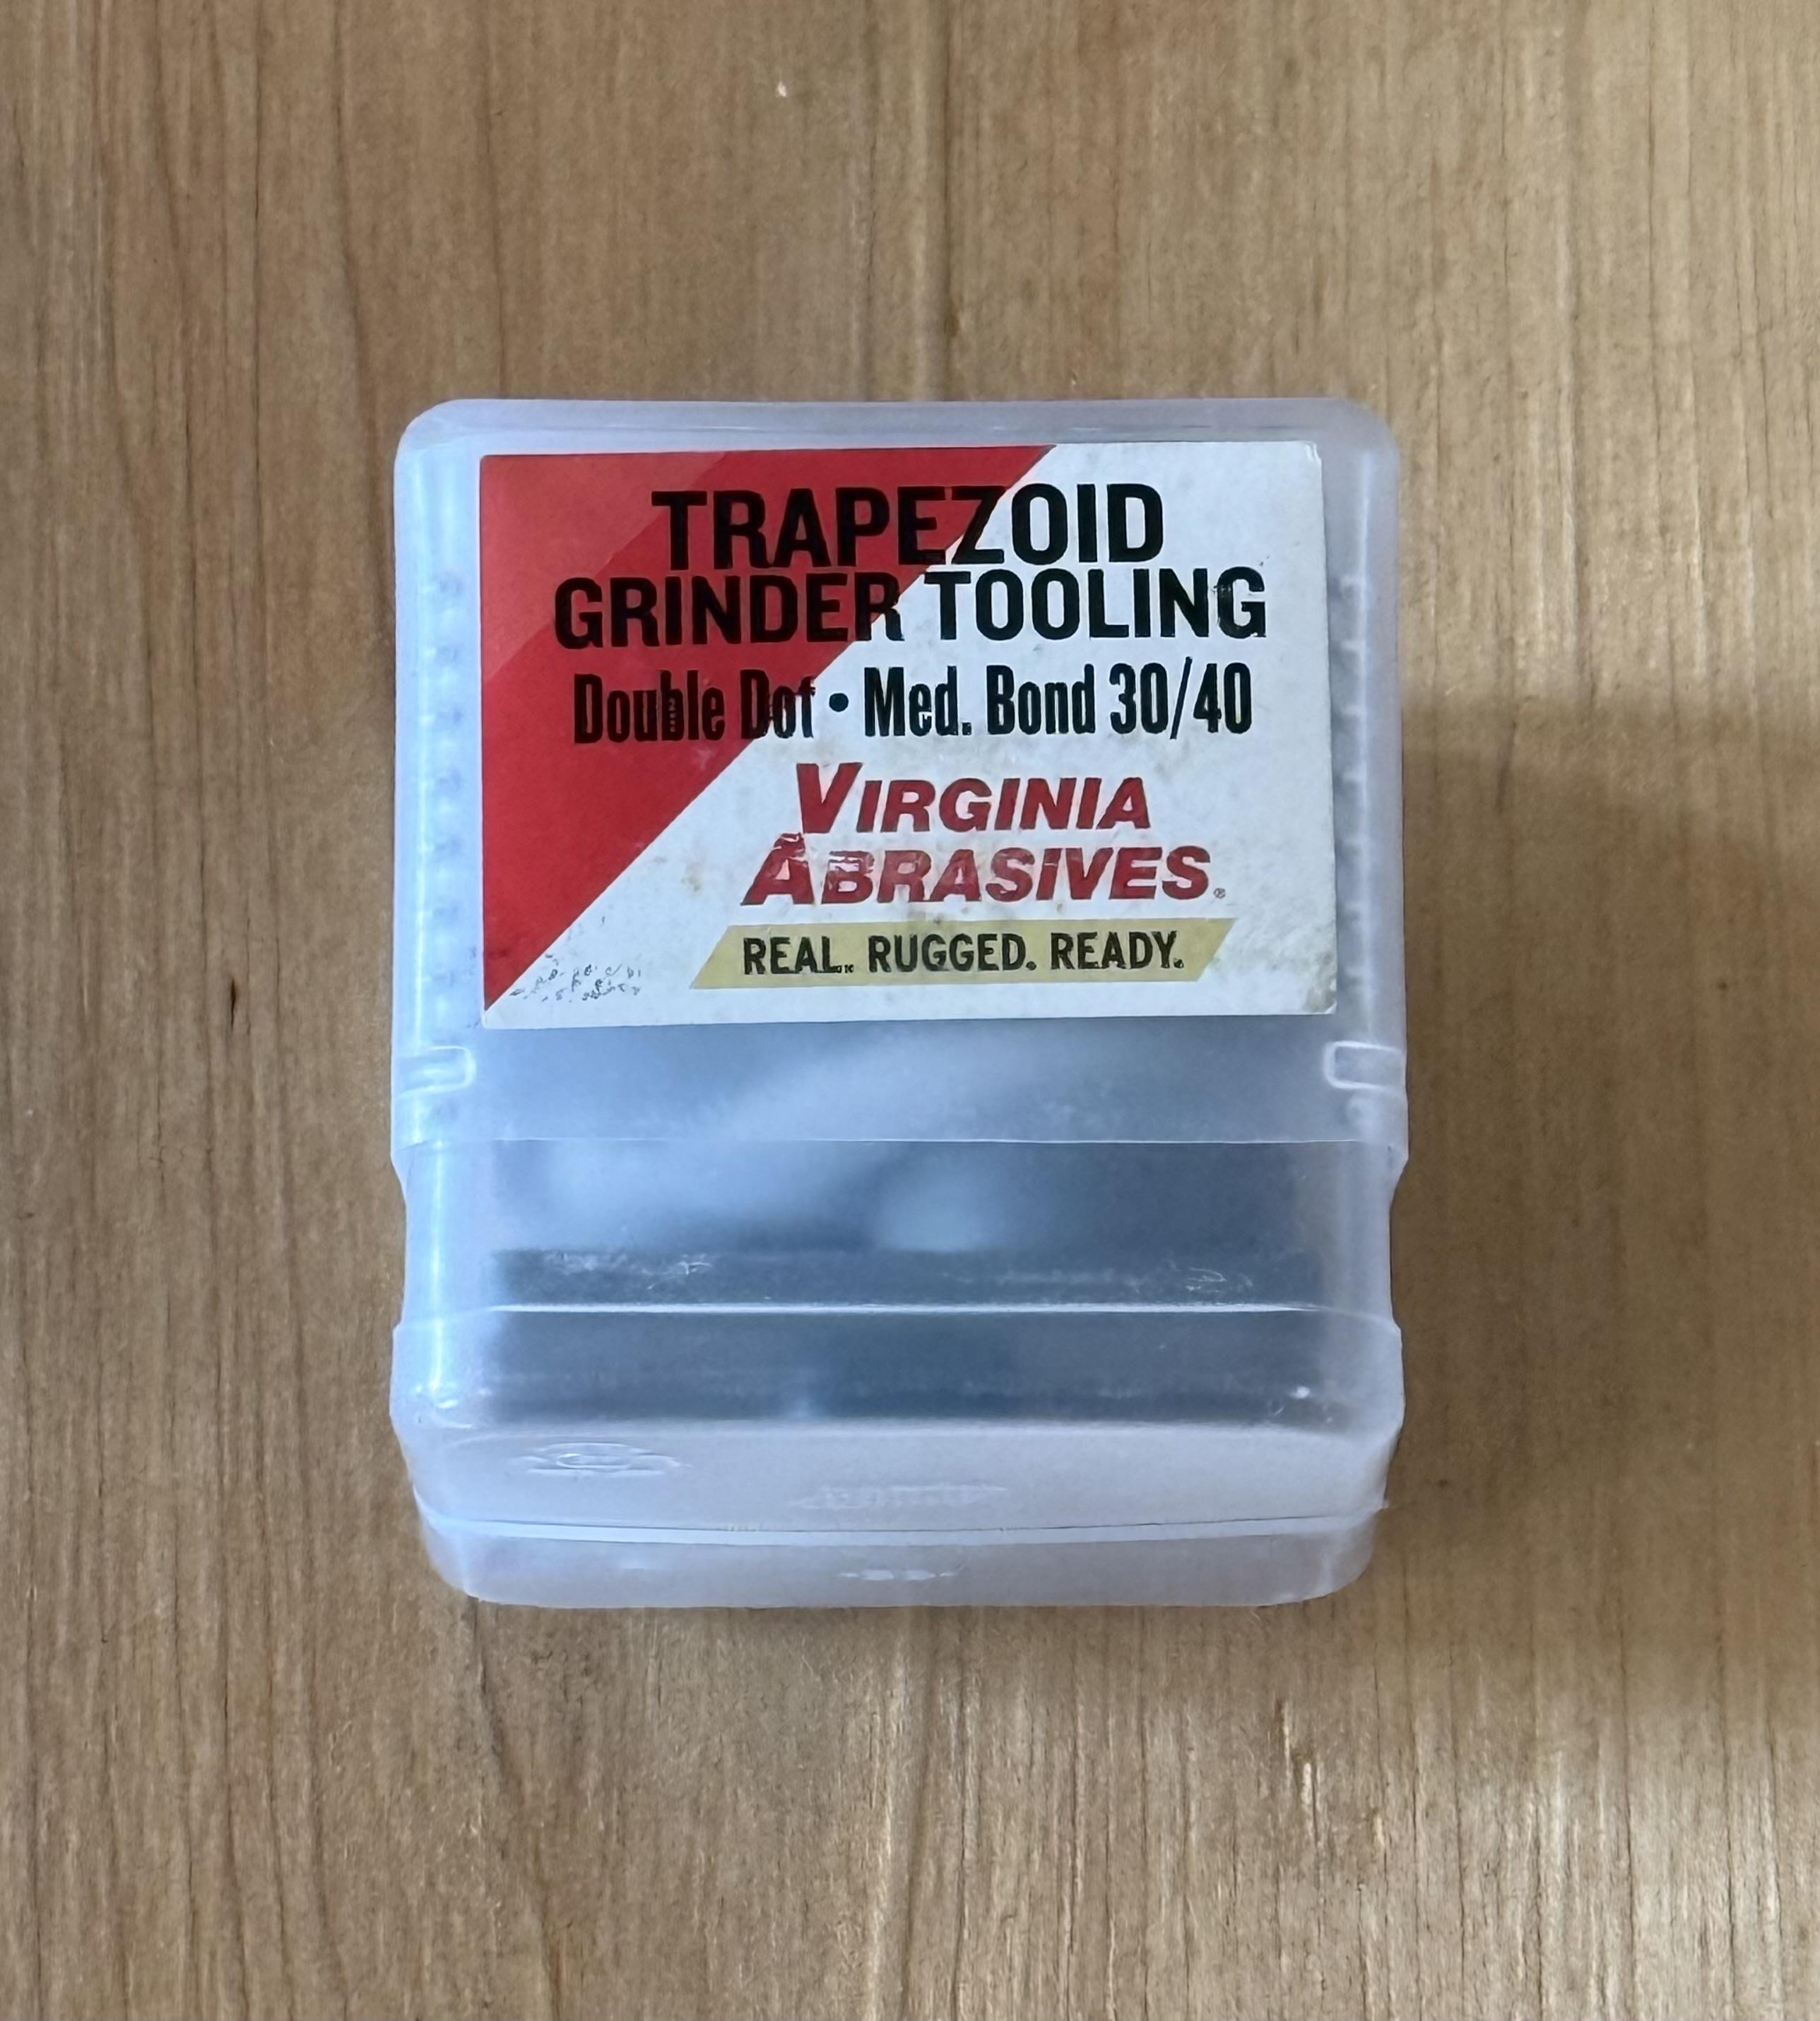 TRAPEZOID
GRINDER TOOLING
Double Dot • Med. Bond 30/40
VIRGINIA
ABRASIVES®
REAL. RUGGED. READY.